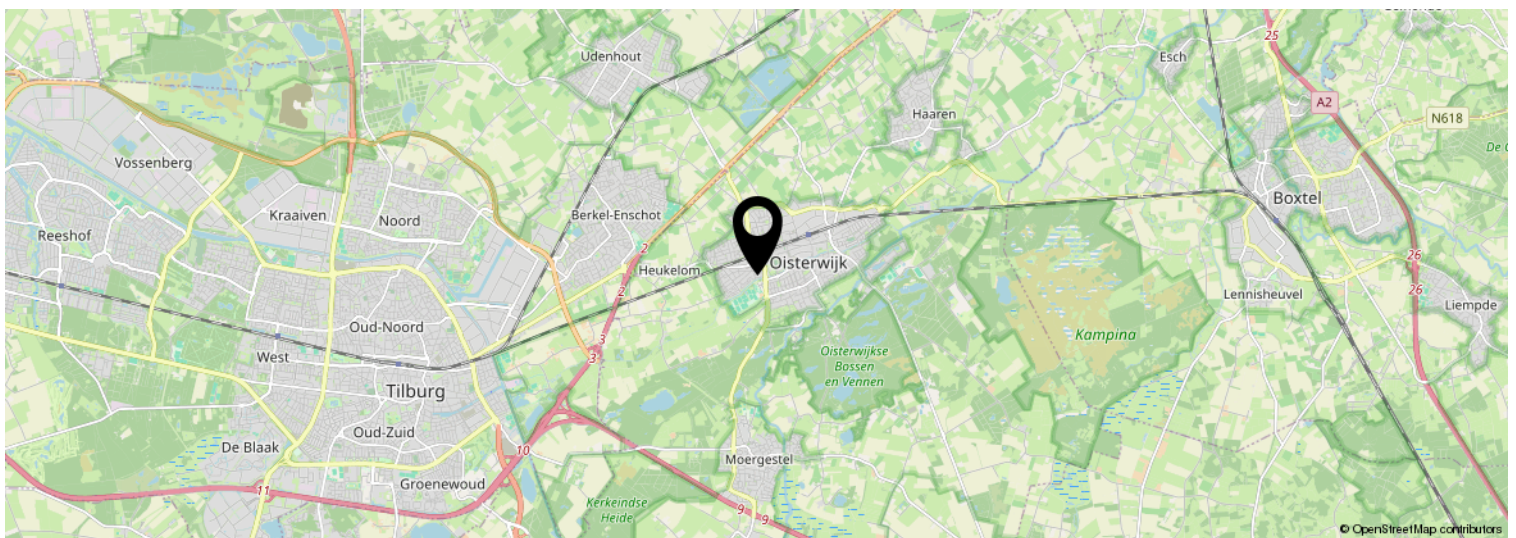 25
Udenhout
Esch
A2
Haaren
N618
Vossenberg
Boxtel
Kraaiven
Noord
Berkel-Enschot
Reeshof
2
26
Oisterwijk
Heukelom
2
26
Lennisheuvel
Liempde
Oud-Noord
3
Kampina
West
3
Oisterwijkse
Bossen
en Vennen
Tilburg
Oud-Zuid
De Blaak
10
Moergestel
Groenewoud
11
Kerkeindse
Heide
9
9
© OpenStreetMap contributors